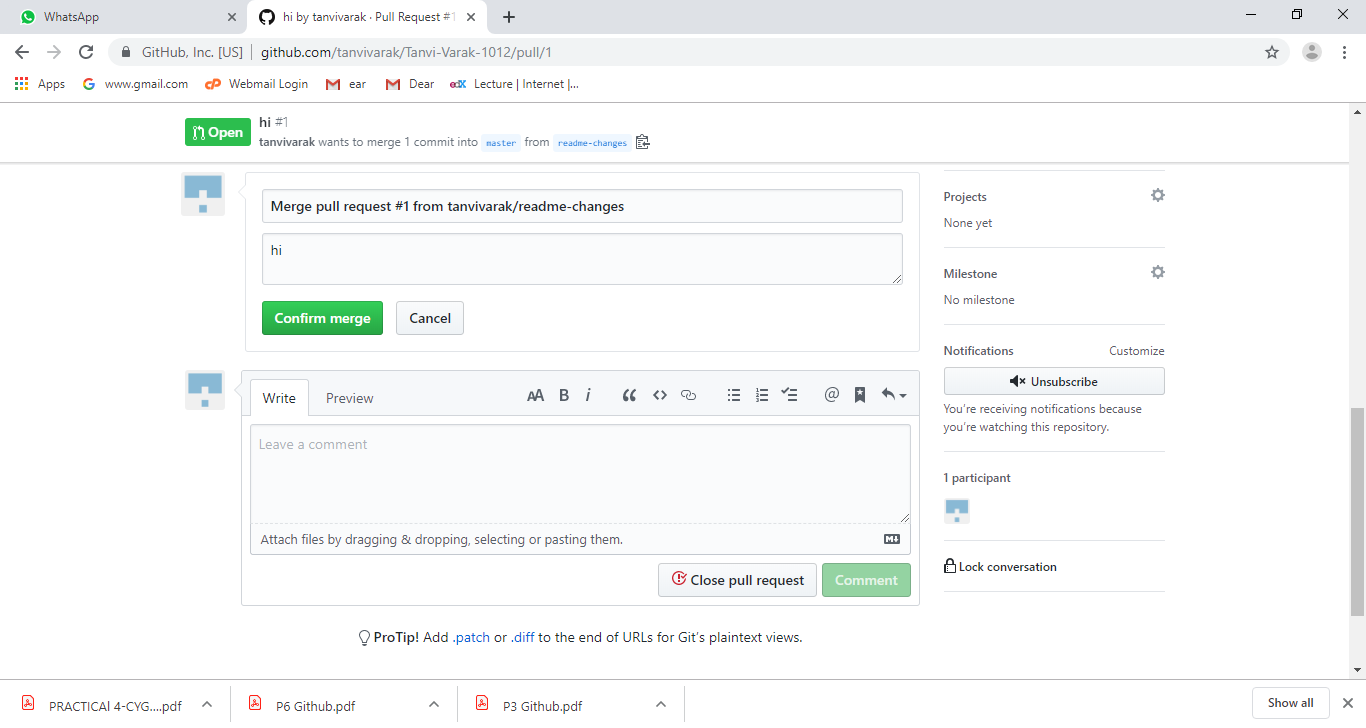 WhatsApp
hi by tanvivarak · Pull Request #1
GitHub, Inc. [US] | github.com/tanvivarak/Tanvi-Varak-1012/pull/1
Apps
www.gmail.com
Webmail Login
ear
Dear
edX Lecture | Internet |...
Open
hi #1
tanvivarak wants to merge 1 commit into master from readme-changes
Merge pull request #1 from tanvivarak/readme-changes
hi
Confirm merge
Cancel
Write
Preview
AA B i
Leave a comment
Attach files by dragging & dropping, selecting or pasting them.
Close pull request
Comment
ProTip! Add .patch or .diff to the end of URLs for Git's plaintext views.
Projects
None yet
Milestone
No milestone
Notifications
Customize
Unsubscribe
You're receiving notifications because
you're watching this repository.
1 participant
Lock conversation
PRACTICAl 4-CYG....pdf
P6 Github.pdf
P3 Github.pdf
Show all